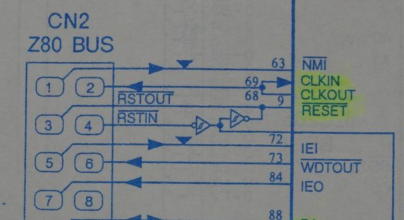 CN2
Z80 BUS
63 NMI
69 CLKIN
68 CLKOUT
9 RESET
RSTOUT
RSTIN
1 2
3 4
5 6
7 8
72 IEI
73 WDTOUT
84 IEO
88